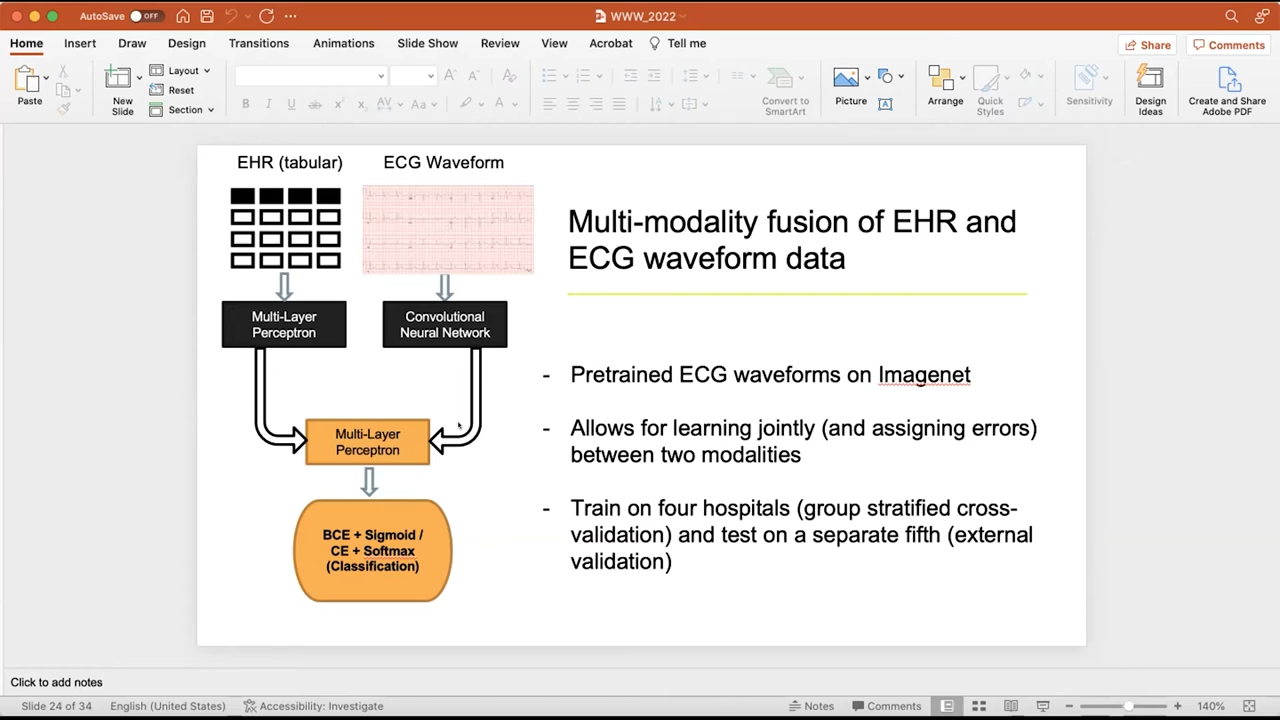 AutoSave OFF
WWW_2022
Home Insert Draw Design Transitions Animations Slide Show Review View Acrobat Tell me Share Comments
Paste
New
Slide
Layout
Reset
Section
B I U ab x x AV Aa A
Convert to
SmartArt
Picture
Arrange
Quick
Styles
Sensitivity
Design
Ideas
Create and Share
Adobe PDF
EHR (tabular)
ECG Waveform
Multi-Layer
Perceptron
Convolutional
Neural Network
Multi-Layer
Perceptron
BCE + Sigmoid /
CE + Softmax
(Classification)
Multi-modality fusion of EHR and
ECG waveform data
- Pretrained ECG waveforms on Imagenet
- Allows for learning jointly (and assigning errors)
between two modalities
- Train on four hospitals (group stratified cross-
validation) and test on a separate fifth (external
validation)
Click to add notes
Slide 24 of 34 English (United States) Accessibility: Investigate Notes Comments 140%